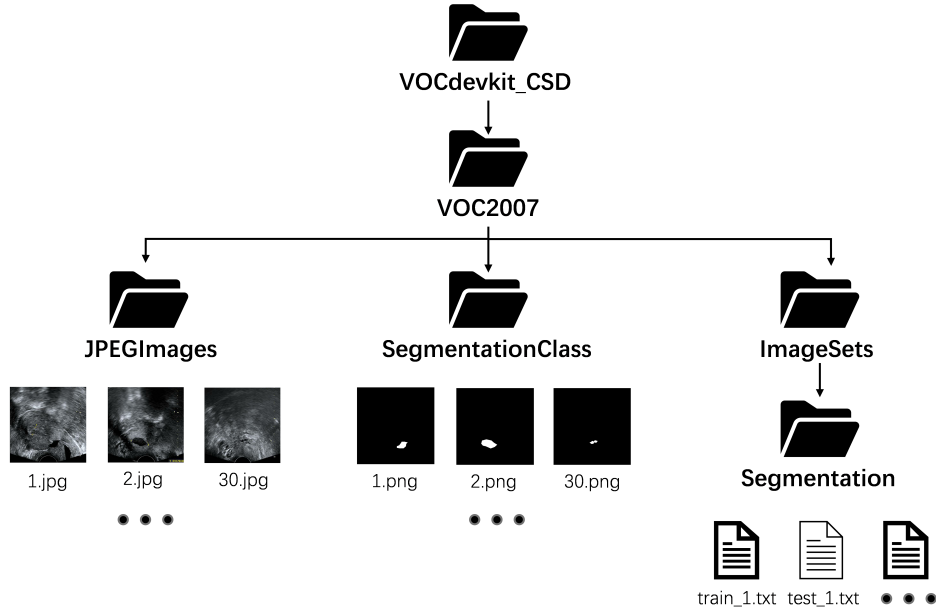 VOCdevkit_CSD
VOC2007
JPEGImages
SegmentationClass
ImageSets
1.jpg
2.jpg
30.jpg
1.png
2.png
30.png
Segmentation
train_1.txt
test_1.txt